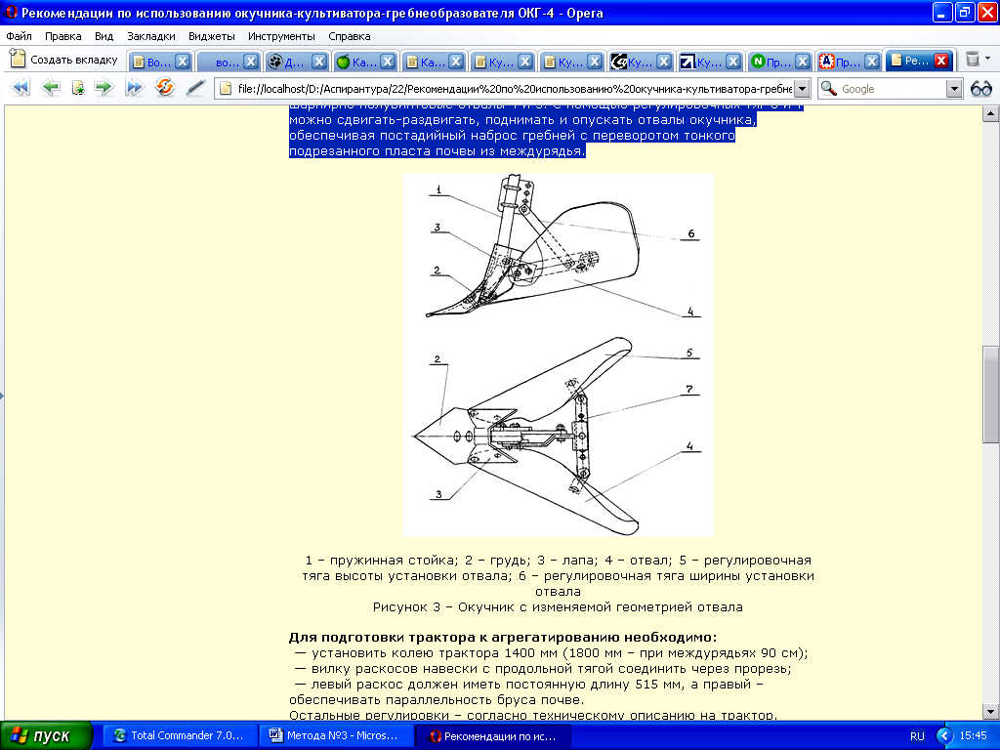 Рекомендации по использованию окучника-культиватора-гребнеобразователя ОКГ-4 - Opera
Файл Правка Вид Закладки Виджеты Инструменты Справка
Создать вкладку Во... во... Д... Ка... Ка... Ку... Ку... Ку... Ку... Пр... Пр... Ре...
file://localhost/D:/Аспирантура/22/Рекомендации%20по%20использованию%20окучника-культиватора-гребне Google
можно сдвигать-раздвигать, поднимать и опускать отвалы окучника,
обеспечивая постадийный наброс гребней с переворотом тонкого
подрезанного пласта почвы из междурядья.
1
3
6
2
4
5
2
7
4
3
1 – пружинная стойка; 2 – грудь; 3 – лапа; 4 – отвал; 5 – регулировочная
тяга высоты установки отвала; 6 – регулировочная тяга ширины установки
отвала
Рисунок 3 – Окучник с изменяемой геометрией отвала
Для подготовки трактора к агрегатированию необходимо:
— установить колею трактора 1400 мм (1800 мм – при междурядьях 90 см);
— вилку раскосов навески с продольной тягой соединить через прорезь;
— левый раскос должен иметь постоянную длину 515 мм, а правый –
обеспечивать параллельность бруса почве.
Остальные регулировки – согласно техническому описанию на трактор.
пуск Total Commander 7.0... Метода №3 - Micros... Рекомендации по ис... RU 15:45